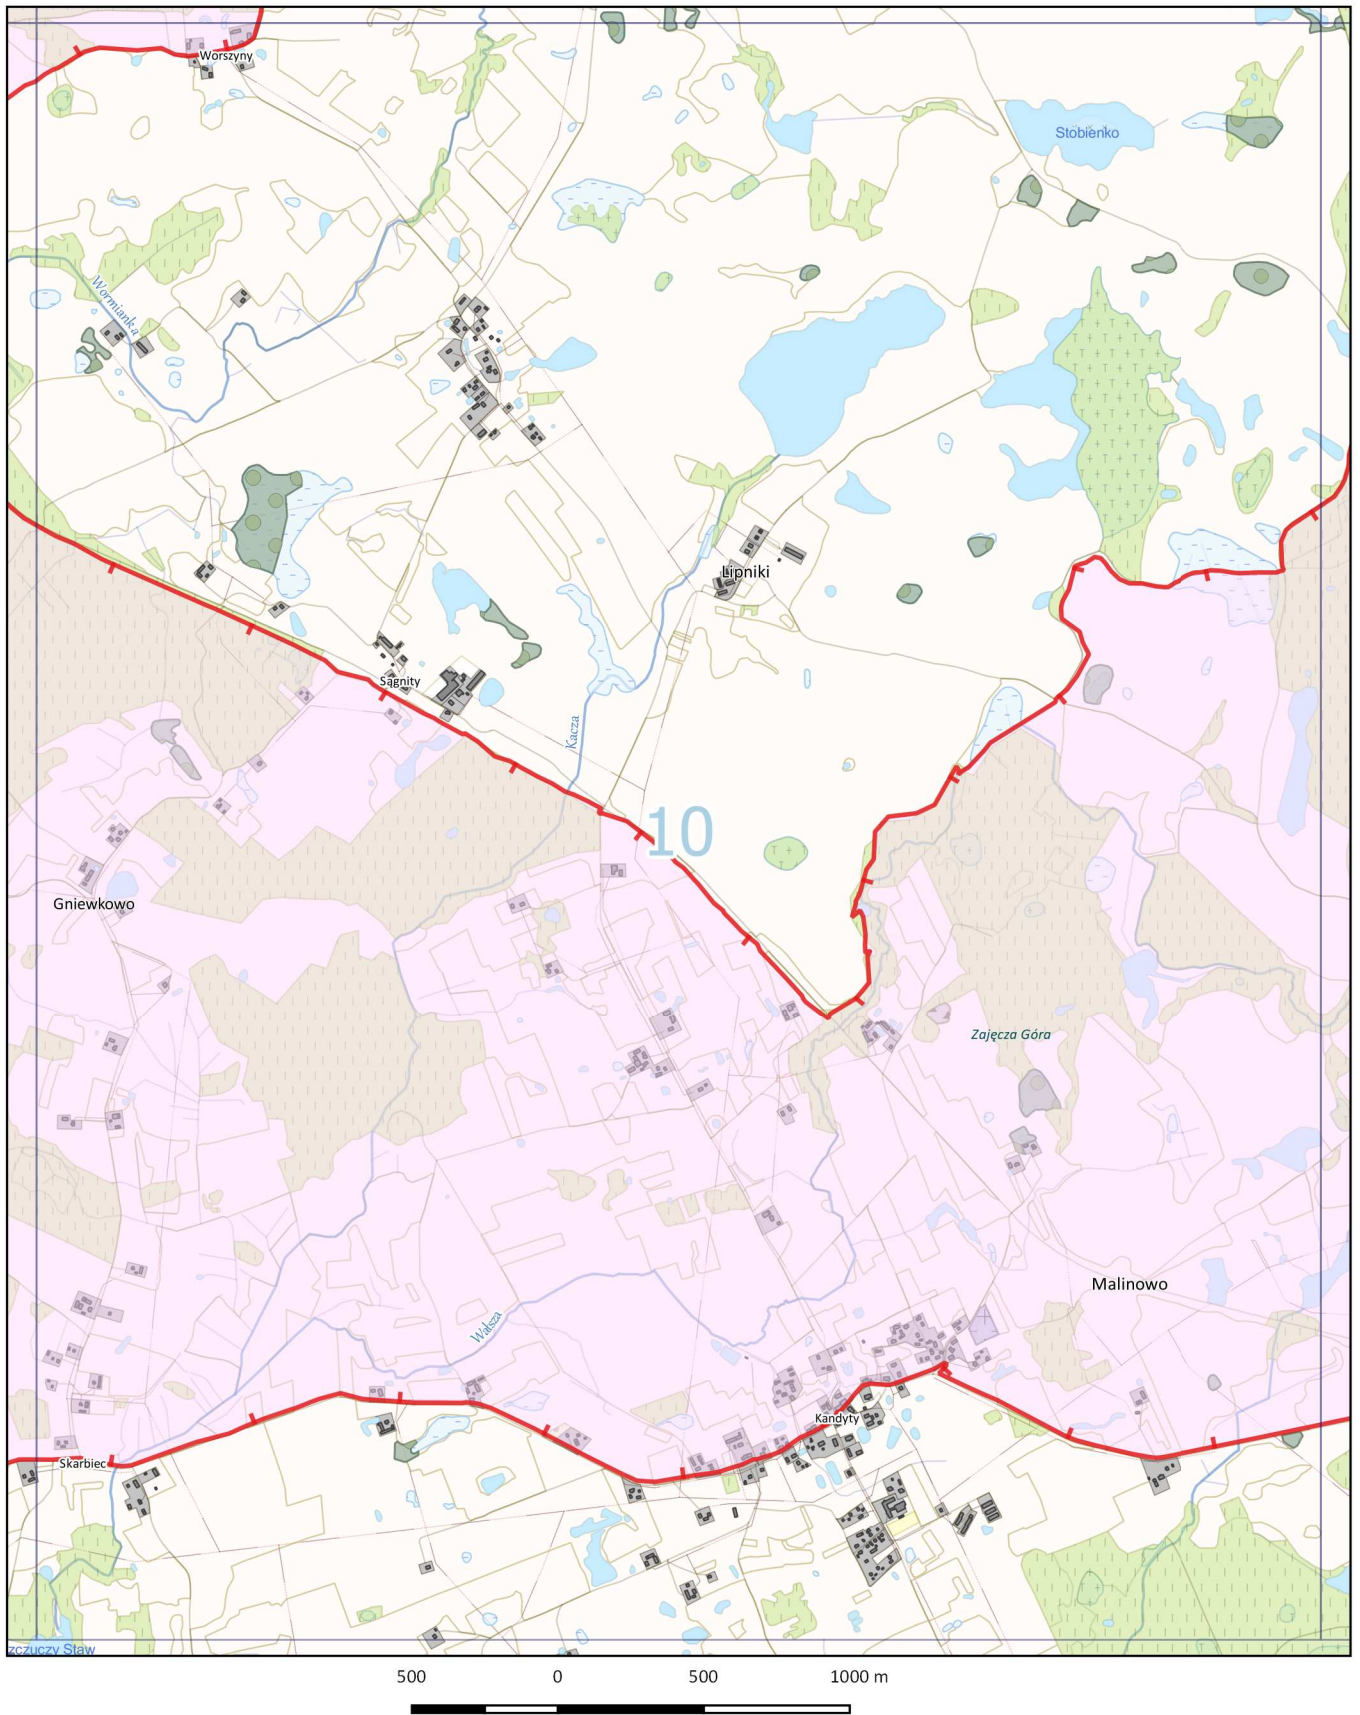 Worszyny
Stobienko
Wormianka
Lipniki
Sągnity
Kacza
10
Gniewkowo
Zajęcza Góra
Malinowo
Wałsza
Kandyty
Skarbiec
zczuczy Staw
500 0 500 1000 m